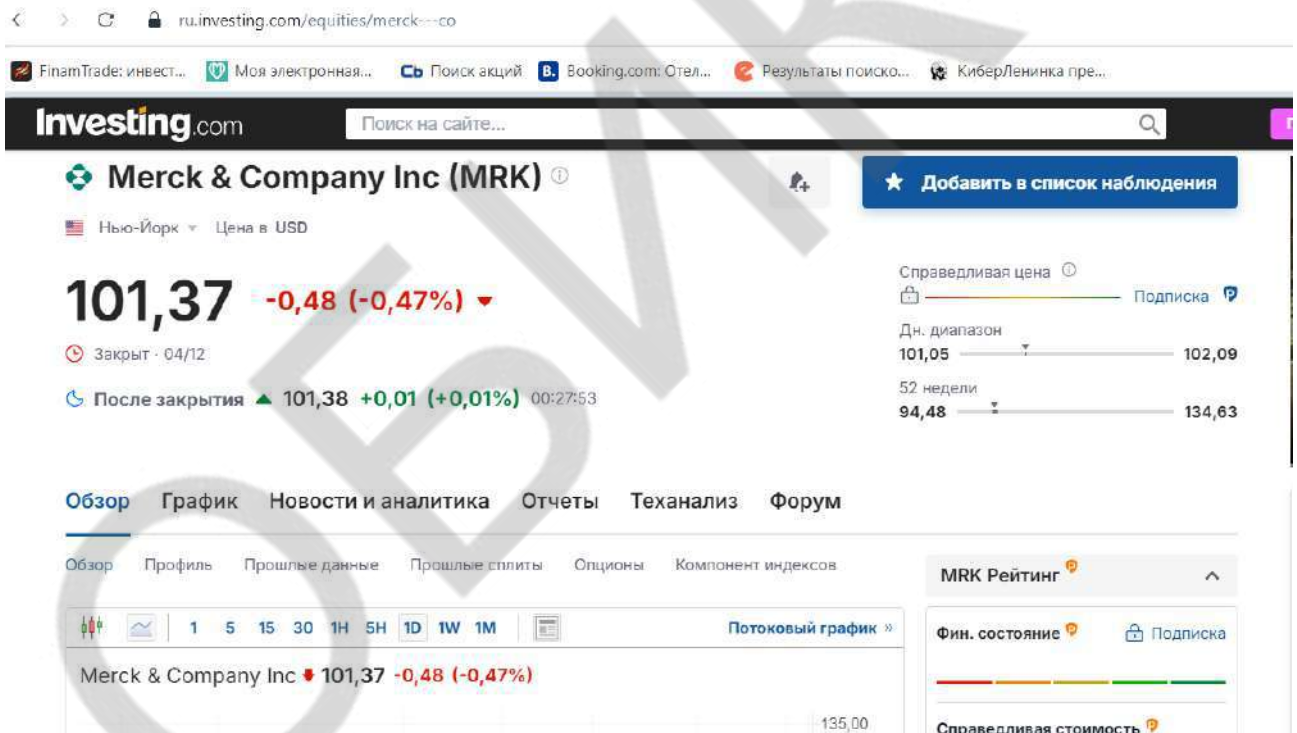 ru.investing.com/equities/merck---co
FinamTrade: инвест... Моя электронная... Сb Поиск акций B. Booking.com: Отел... Результаты поиско... КиберЛенинка пре...
Investing.com Поиск на сайте...
Merck & Company Inc (MRK) Добавить в список наблюдения
Нью-Йорк Цена в USD
Справедливая цена
101,37 -0,48 (-0,47%) Подписка
Дн. диапазон
Закрыт · 04/12 101,05 102,09
52 недели
После закрытия 101,38 +0,01 (+0,01%) 00:27:53
94,48 134,63
Обзор График Новости и аналитика Отчеты Теханализ Форум
Обзор Профиль Прошлые данные Прошлые сплиты Опционы Компонент индексов
MRK Рейтинг
1 5 15 30 1H 5H 1D 1W 1M Потоковый график »
Фин. состояние Подписка
Merck & Company Inc 101,37 -0,48 (-0,47%)
135,00
Справедливая стоимость
ОБИК